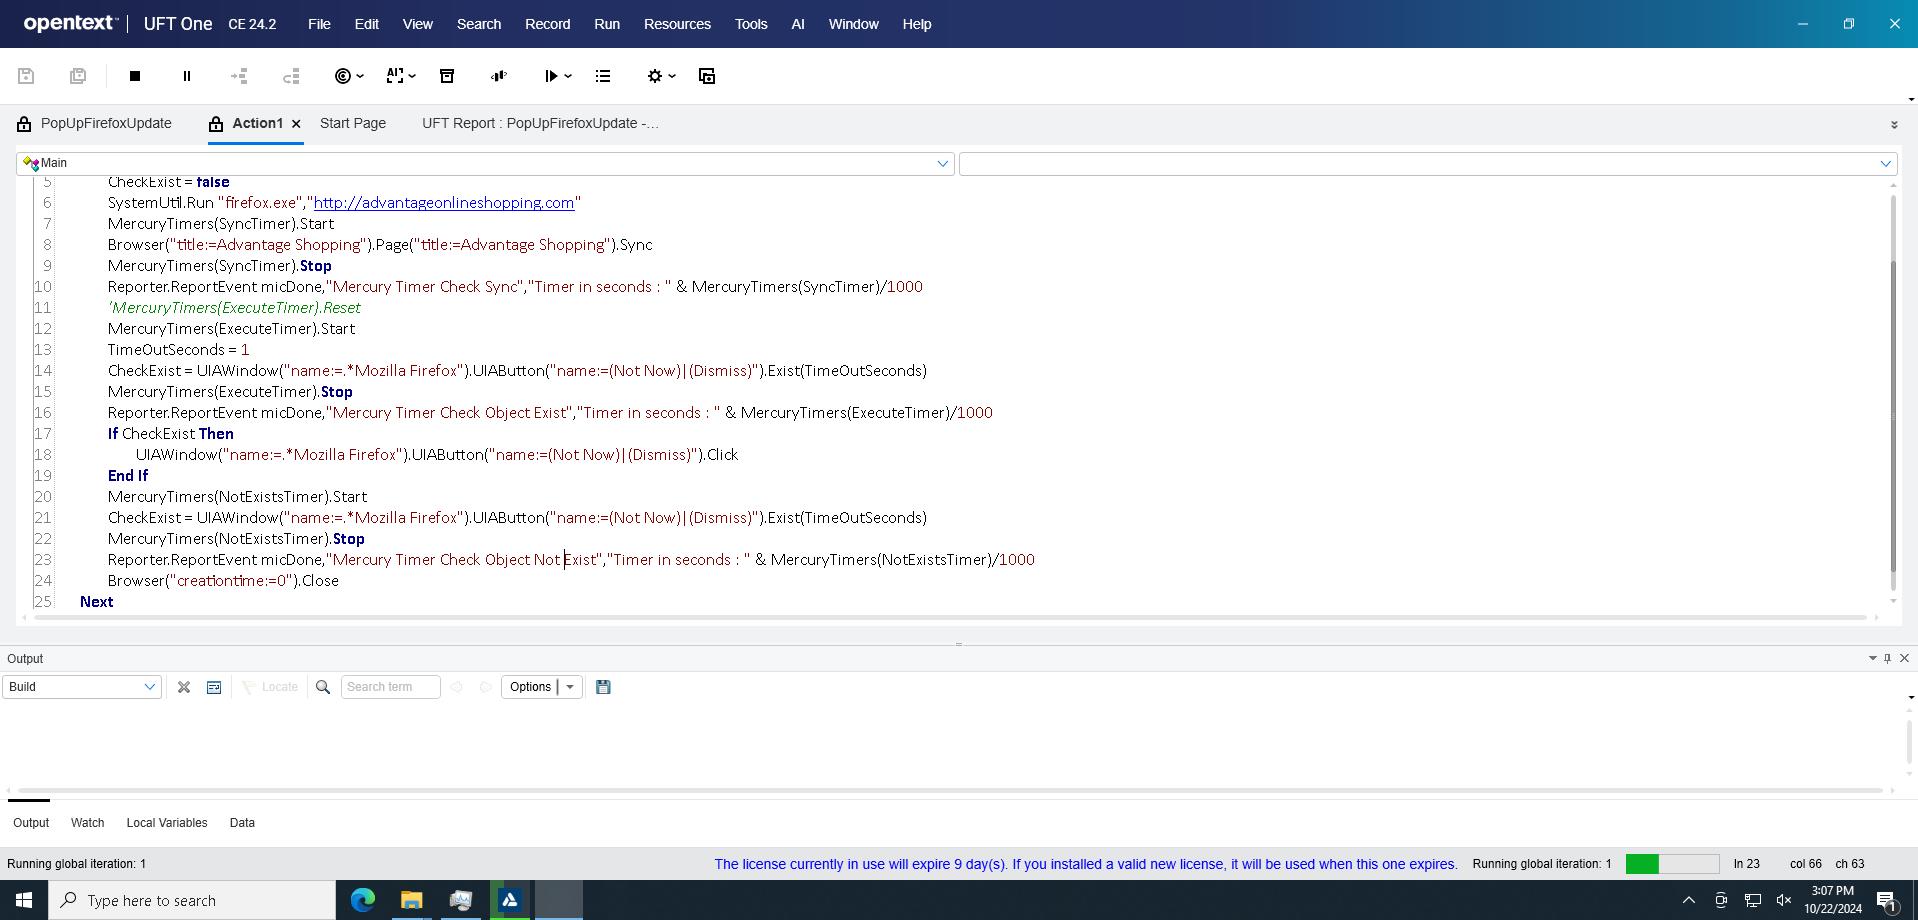 opentext™ | UFT One CE 24.2 File Edit View Search Record Run Resources Tools AI Window Help
PopUpFirefoxUpdate Action1 Start Page UFT Report : PopUpFirefoxUpdate -...
Main
5 CheckExist = false
6 SystemUtil.Run "firefox.exe","http://advantageonlineshopping.com"
7 MercuryTimers(SyncTimer).Start
8 Browser("title:=Advantage Shopping").Page("title:=Advantage Shopping").Sync
9 MercuryTimers(SyncTimer).Stop
10 Reporter.ReportEvent micDone,"Mercury Timer Check Sync","Timer in seconds : " & MercuryTimers(SyncTimer)/1000
11 'MercuryTimers(ExecuteTimer).Reset
12 MercuryTimers(ExecuteTimer).Start
13 TimeOutSeconds = 1
14 CheckExist = UIAWindow("name:=.*Mozilla Firefox").UIAButton("name:=(Not Now)|(Dismiss)").Exist(TimeOutSeconds)
15 MercuryTimers(ExecuteTimer).Stop
16 Reporter.ReportEvent micDone,"Mercury Timer Check Object Exist","Timer in seconds : " & MercuryTimers(ExecuteTimer)/1000
17 If CheckExist Then
18 UIAWindow("name:=.*Mozilla Firefox").UIAButton("name:=(Not Now)|(Dismiss)").Click
19 End If
20 MercuryTimers(NotExistsTimer).Start
21 CheckExist = UIAWindow("name:=.*Mozilla Firefox").UIAButton("name:=(Not Now)|(Dismiss)").Exist(TimeOutSeconds)
22 MercuryTimers(NotExistsTimer).Stop
23 Reporter.ReportEvent micDone,"Mercury Timer Check Object Not Exist","Timer in seconds : " & MercuryTimers(NotExistsTimer)/1000
24 Browser("creationtime:=0").Close
25 Next
Output
Build Locate Search term Options
Output Watch Local Variables Data
Running global iteration: 1 The license currently in use will expire 9 day(s). If you installed a valid new license, it will be used when this one expires. Running global iteration: 1 ln 23 col 66 ch 63
Type here to search 3:07 PM
10/22/2024 1